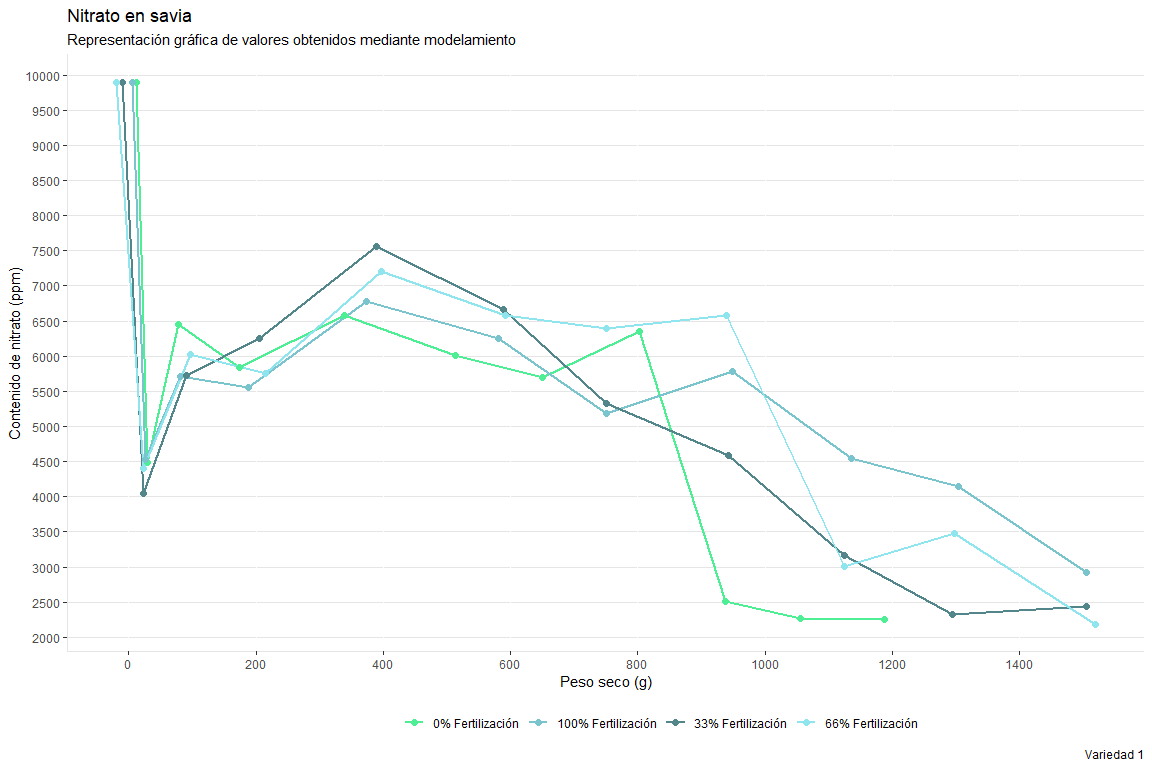 Nitrato en savia
Representación gráfica de valores obtenidos mediante modelamiento
Contenido de nitrato (ppm)
10000
9500
9000
8500
8000
7500
7000
6500
6000
5500
5000
4500
4000
3500
3000
2500
2000
0 200 400 600 800 1000 1200 1400
Peso seco (g)
0% Fertilización 100% Fertilización 33% Fertilización 66% Fertilización
Variedad 1